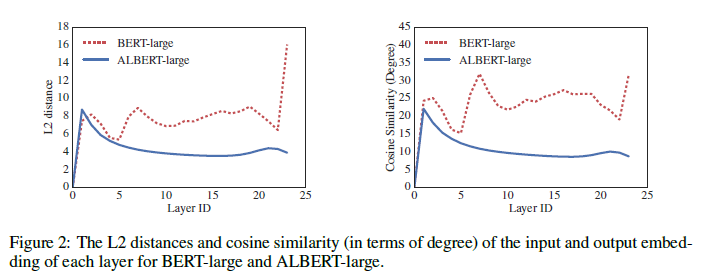 18
16
14
12
10
8
6
4
2
0
L2 distance
BERT-large
ALBERT-large
0 5 10 15 20 25
Layer ID
45
40
35
30
25
20
15
10
5
0
Cosine Similarity (Degree)
BERT-large
ALBERT-large
0 5 10 15 20 25
Layer ID
Figure 2: The L2 distances and cosine similarity (in terms of degree) of the input and output embed-
ding of each layer for BERT-large and ALBERT-large.